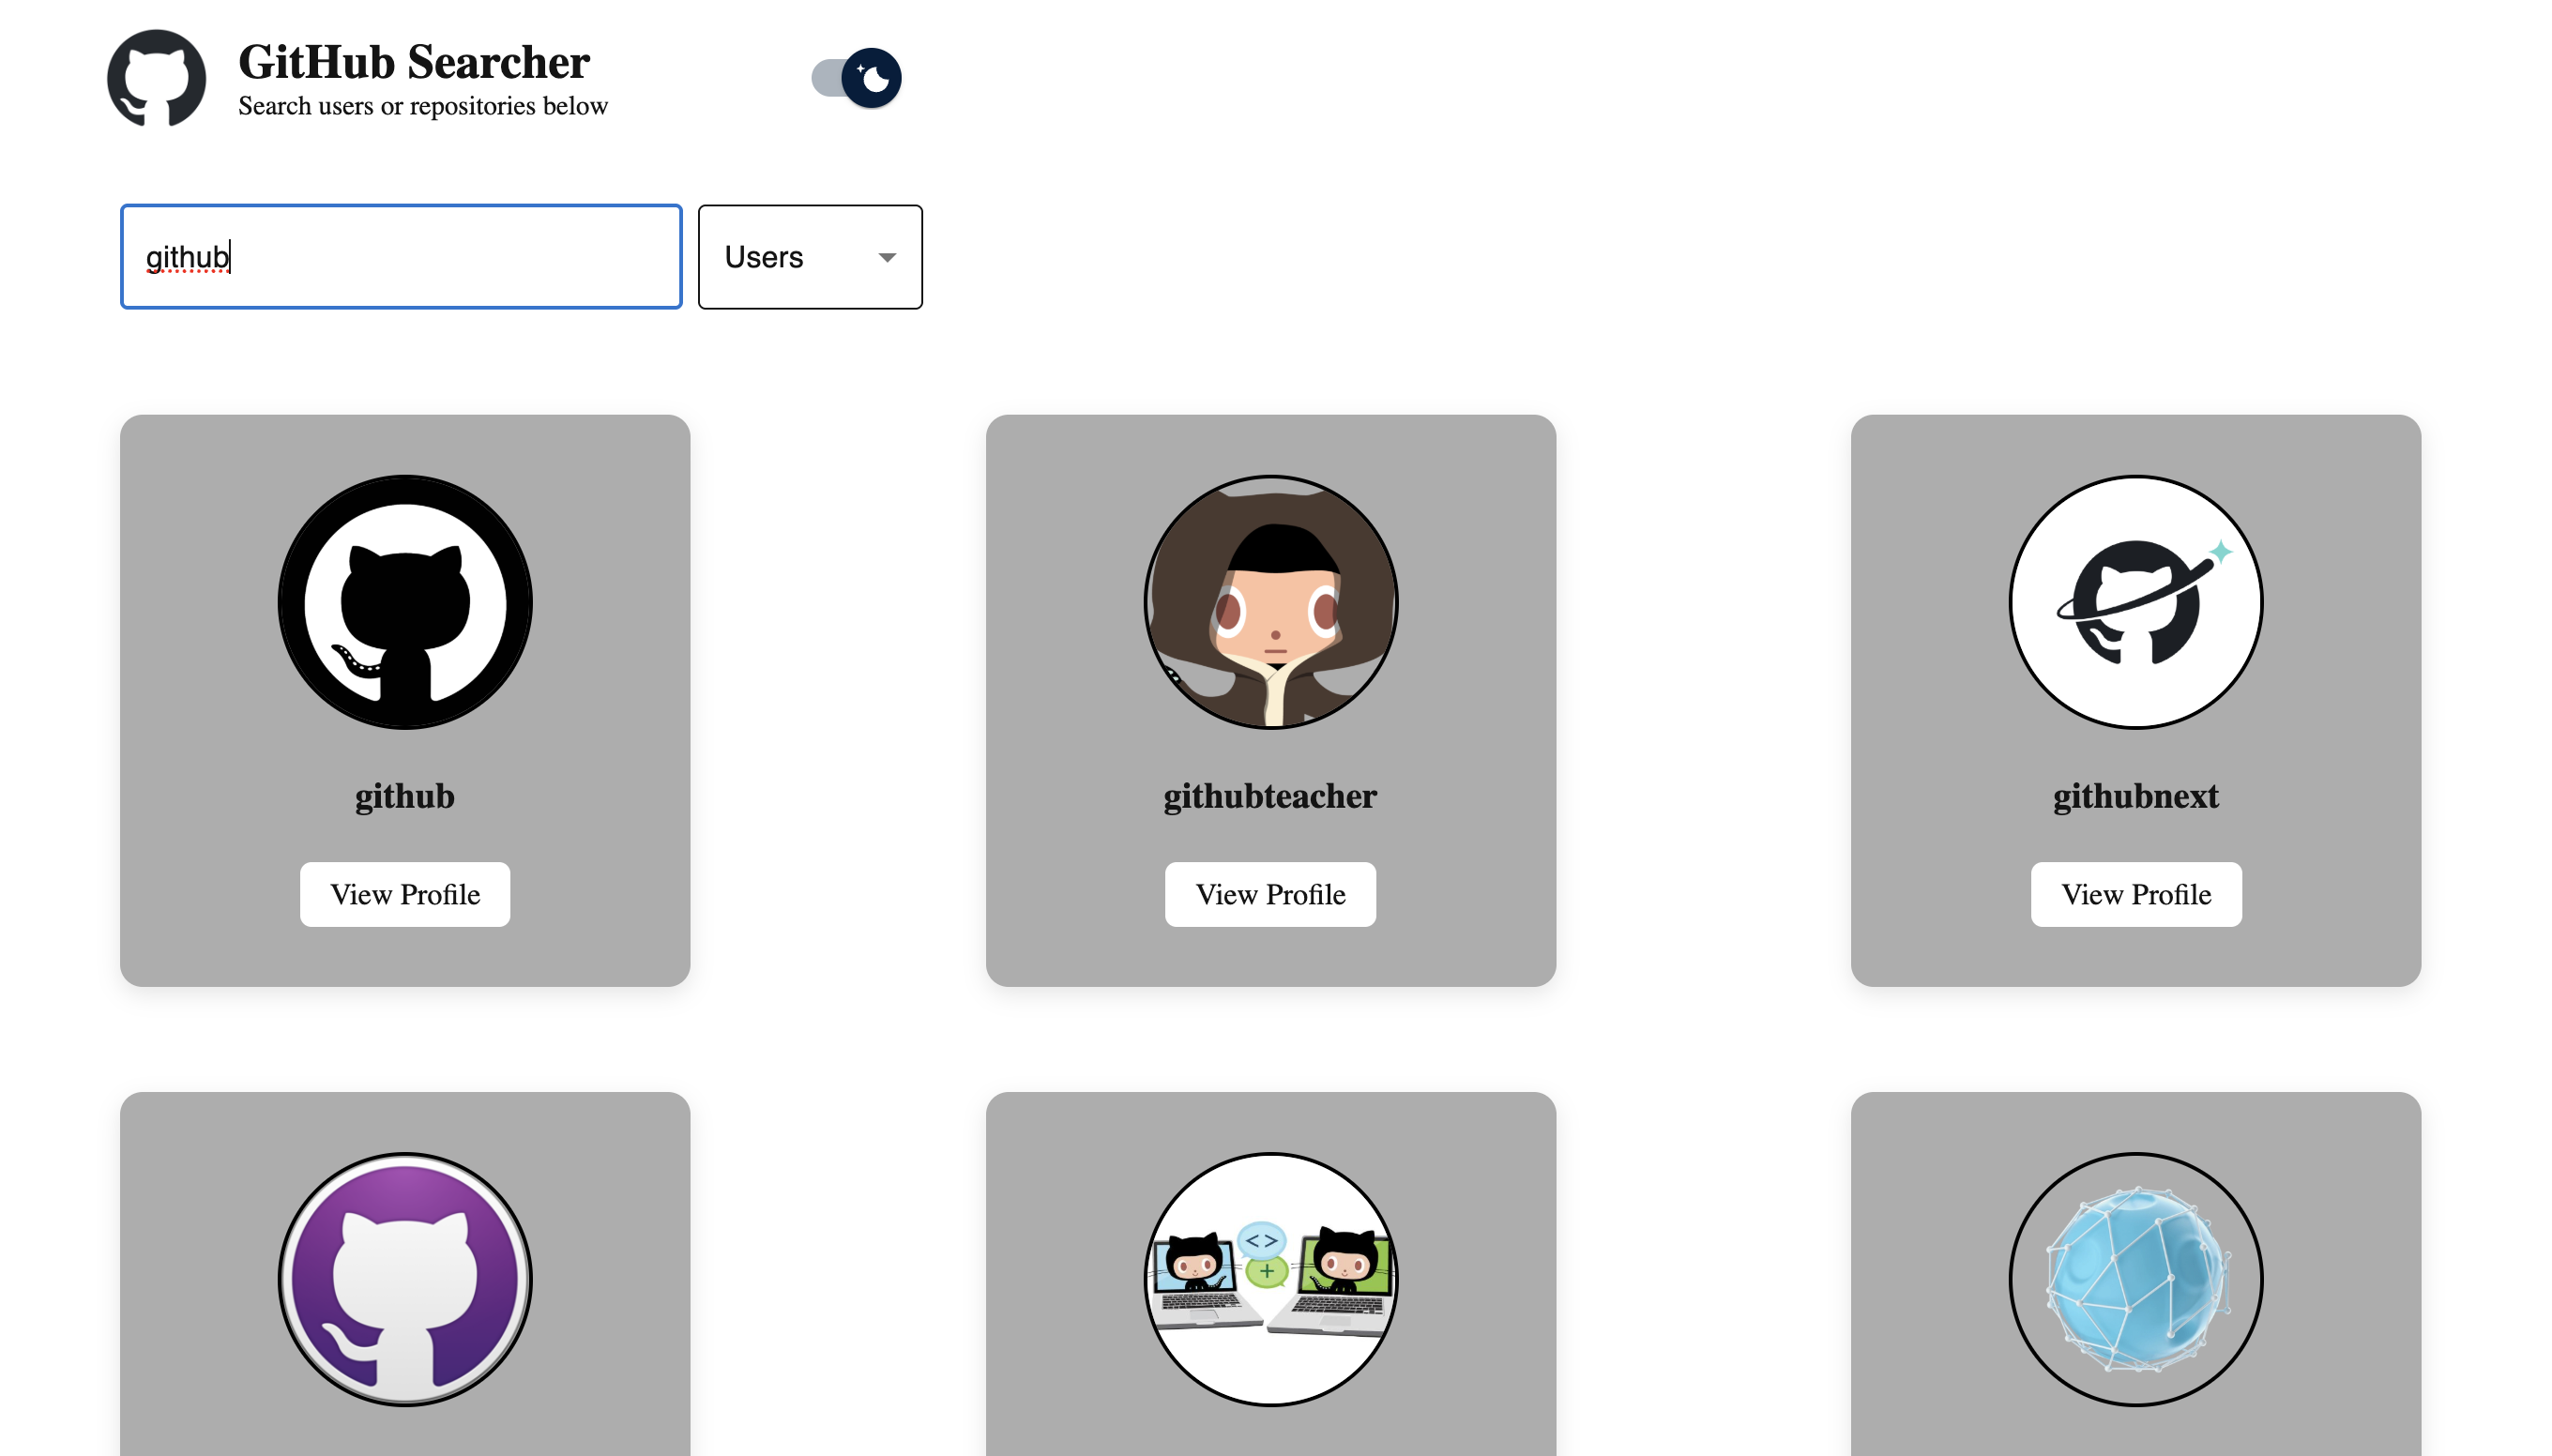 GitHub Searcher
Search users or repositories below
github
Users
github
githubteacher
githubnext
View Profile
View Profile
View Profile
<>
+